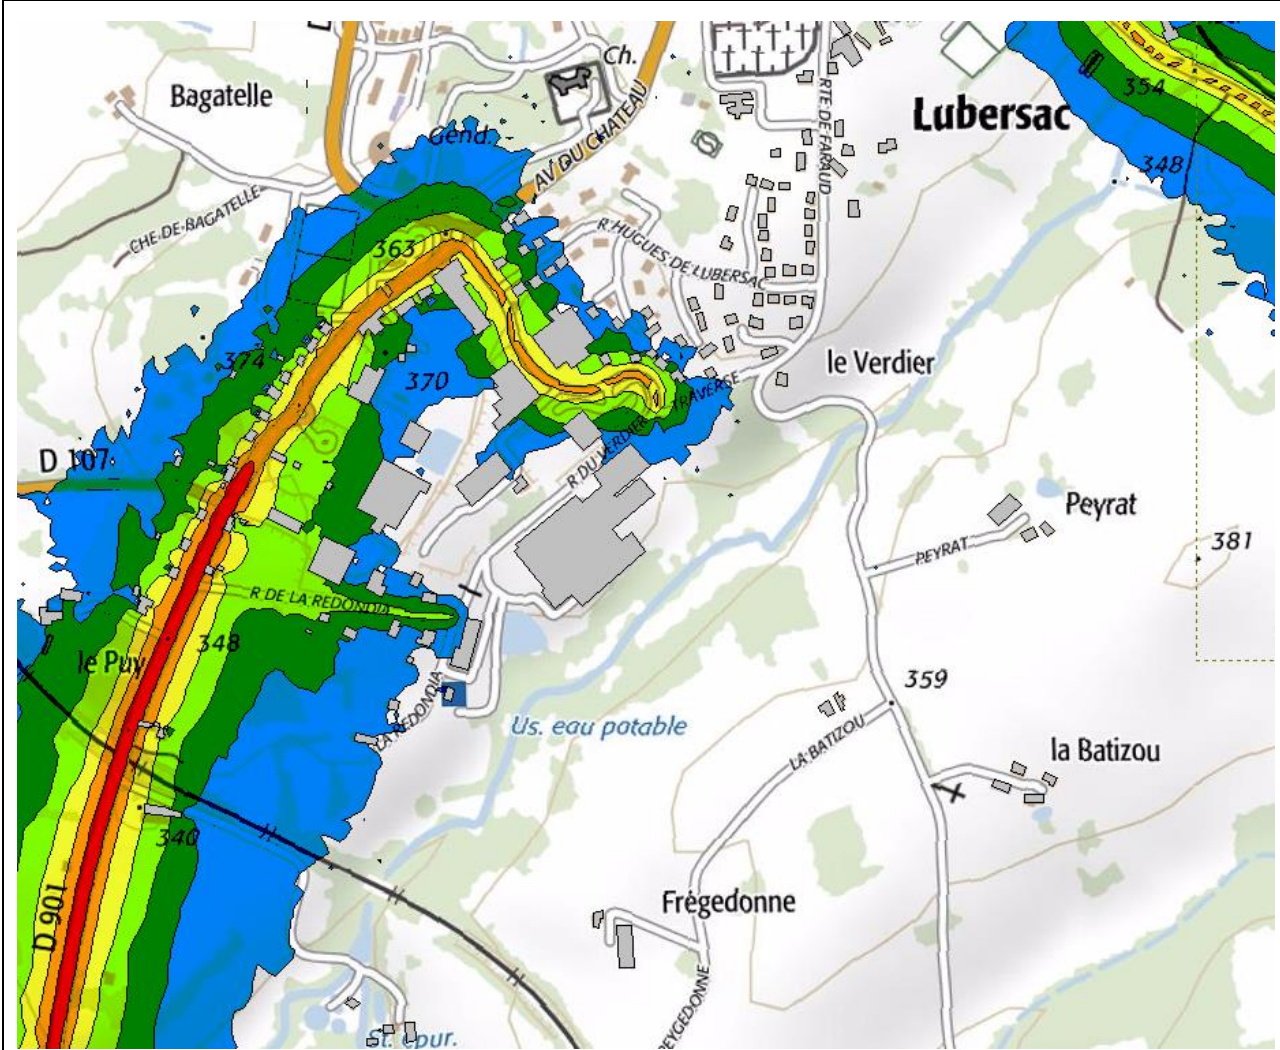 Ch.
Bagatelle
354
Lubersac
Gend.
AV DU CHATEAU
RTE DE FARAUD
348
CHE DE BAGATELLE
363
R HUGUES DE LUBERSAC
374
370
le Verdier
R DU VERDIER
TRAVERSE
D 107
Peyrat
PEYRAT
381
R DE LA REDONDIA
348
le Puy
359
LA REDONDIA
Us. eau potable
LA BATIZOU
la Batizou
340
D 901
Frégedonne
PEYGEDONNE
St. épur.